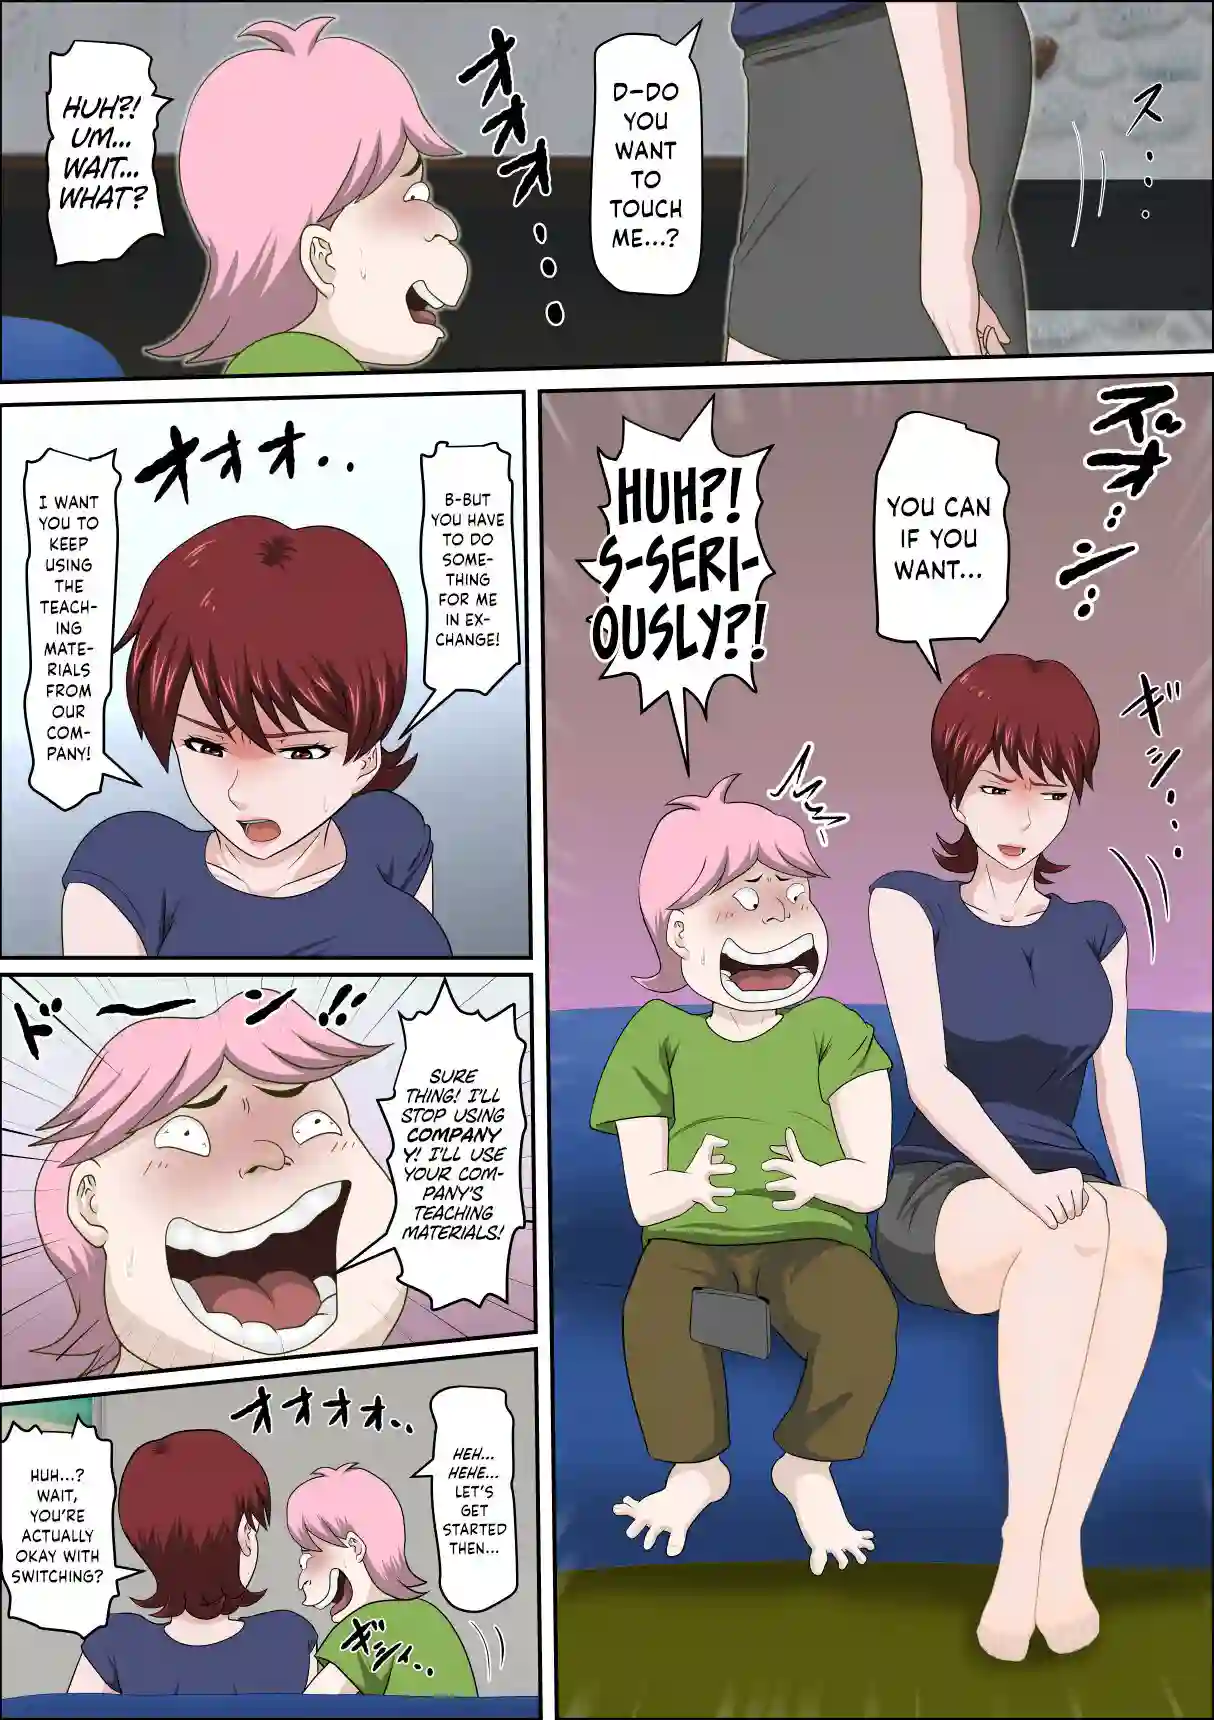 D-DO
YOU
WANT
TO
TOUCH
ME...?
ス...
オオオ...
HUH?!
UM...
WAIT...
WHAT?
YOU CAN
IF YOU
WANT...
HUH?!
S-SERI-
OUSLY?!
ギシ...
オオオ..
B-BUT
YOU HAVE
TO DO
SOME-
THING
FOR ME
IN EX-
CHANGE!
I WANT
YOU TO
KEEP
USING
THE
TEACH-
ING
MATE-
RIALS
FROM
OUR
COM-
PANY!
ドーーン!!
SURE
THING! I'LL
STOP USING
COMPANY
Y! I'LL USE
YOUR COM-
PANY'S
TEACHING
MATERIALS!
オオオオ..
HEH...
HEHE...
LET'S
GET
STARTED
THEN...
HUH...?
WAIT,
YOU'RE
ACTUALLY
OKAY WITH
SWITCHING?